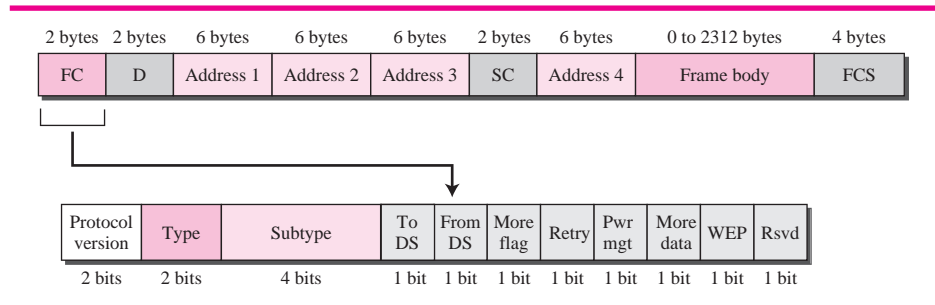 2 bytes 2 bytes 6 bytes 6 bytes 6 bytes 2 bytes 6 bytes 0 to 2312 bytes 4 bytes
FC D Address 1 Address 2 Address 3 SC Address 4 Frame body FCS
Protocol version Type Subtype To DS From DS More flag Retry Pwr mgt More data WEP Rsvd
2 bits 2 bits 4 bits 1 bit 1 bit 1 bit 1 bit 1 bit 1 bit 1 bit 1 bit